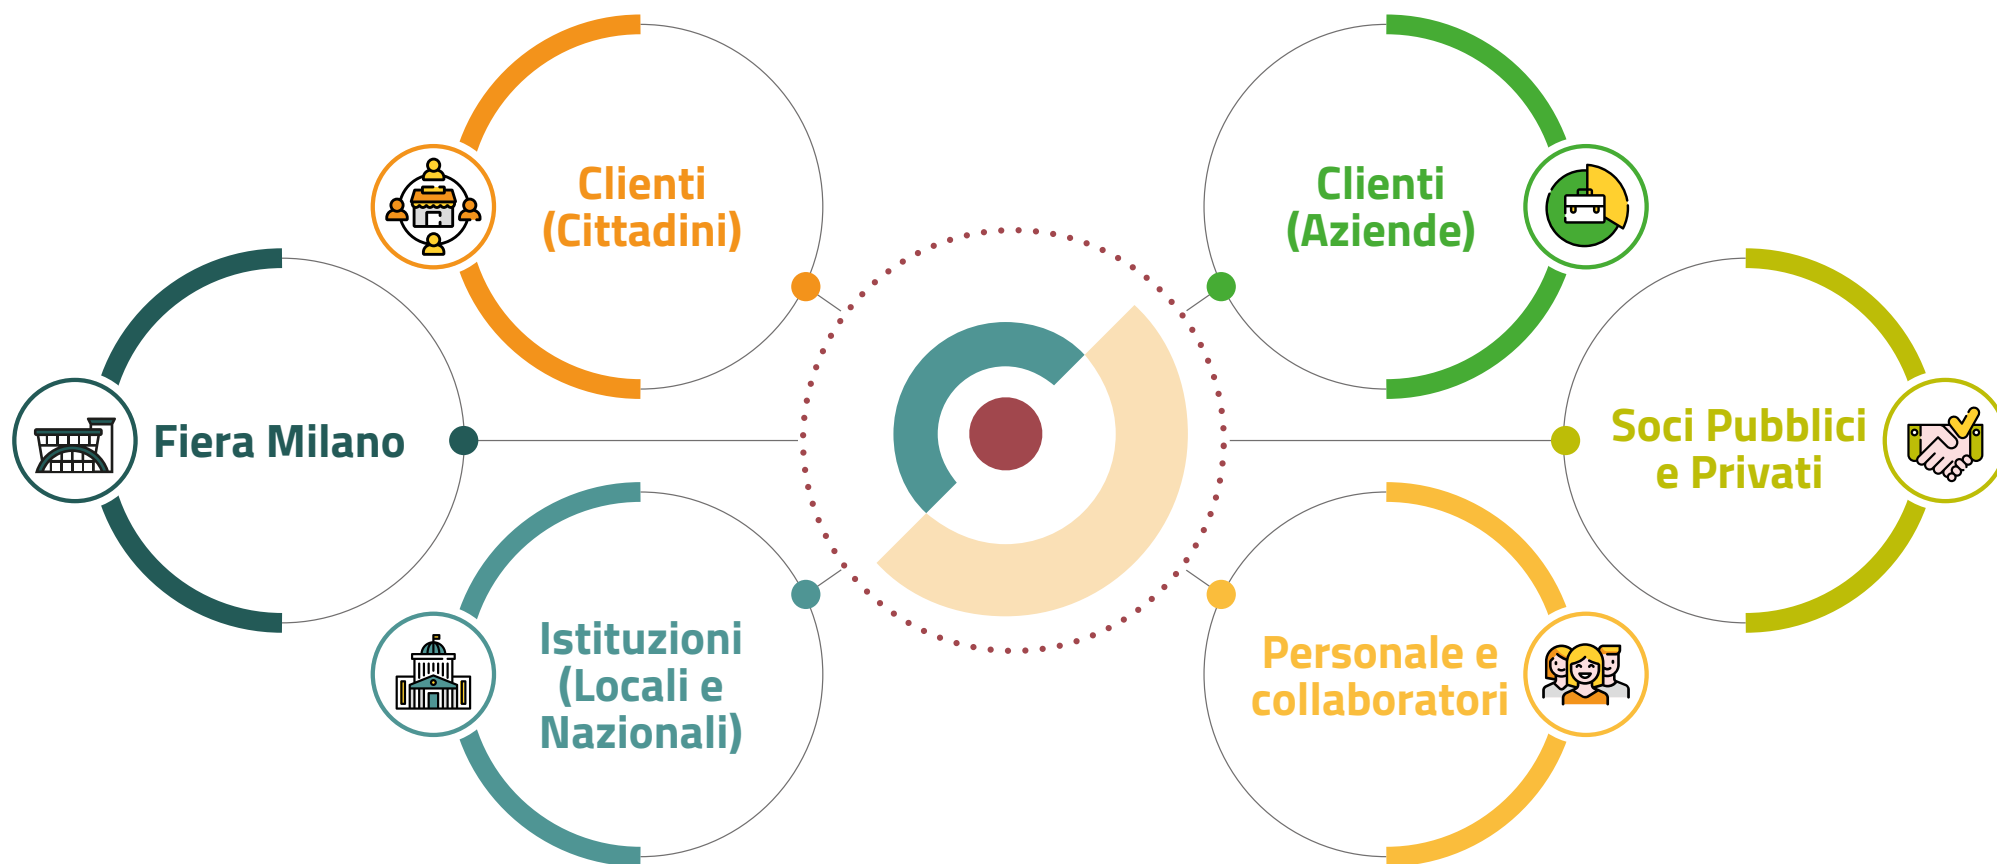 Clienti
(Cittadini)
Clienti
(Aziende)
Fiera Milano
Soci Pubblici
e Privati
Istituzioni
(Locali e
Nazionali)
Personale e
collaboratori